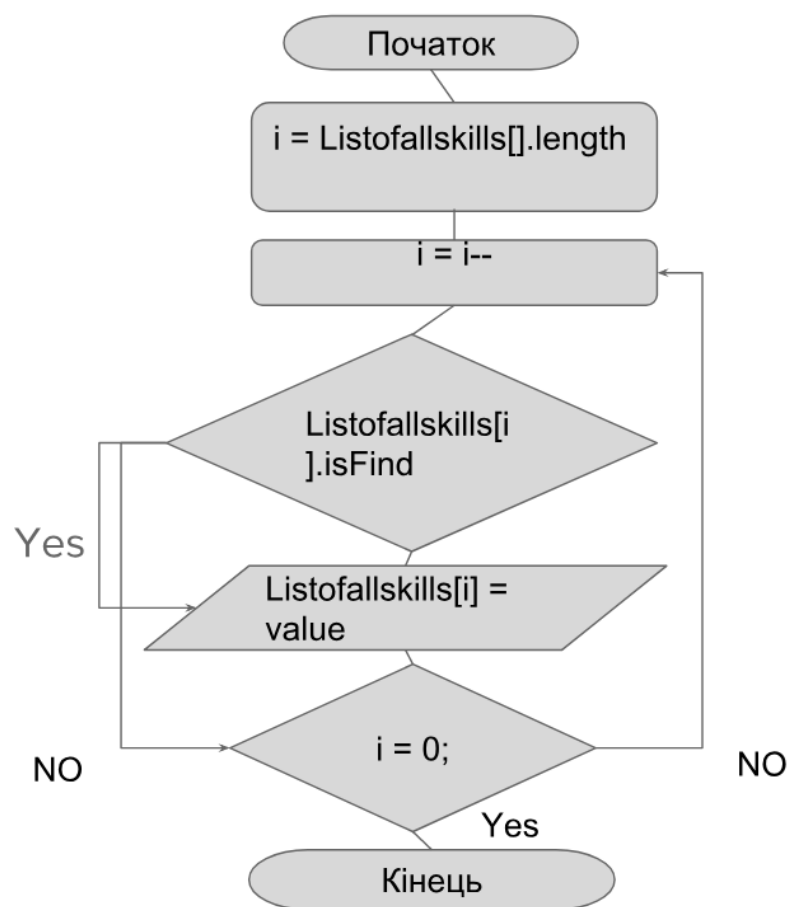 Початок
i = Listofallskills[].length
i = i--
Listofallskills[i
].isFind
Yes
Listofallskills[i] =
value
i = 0;
NO
NO
Yes
Кінець